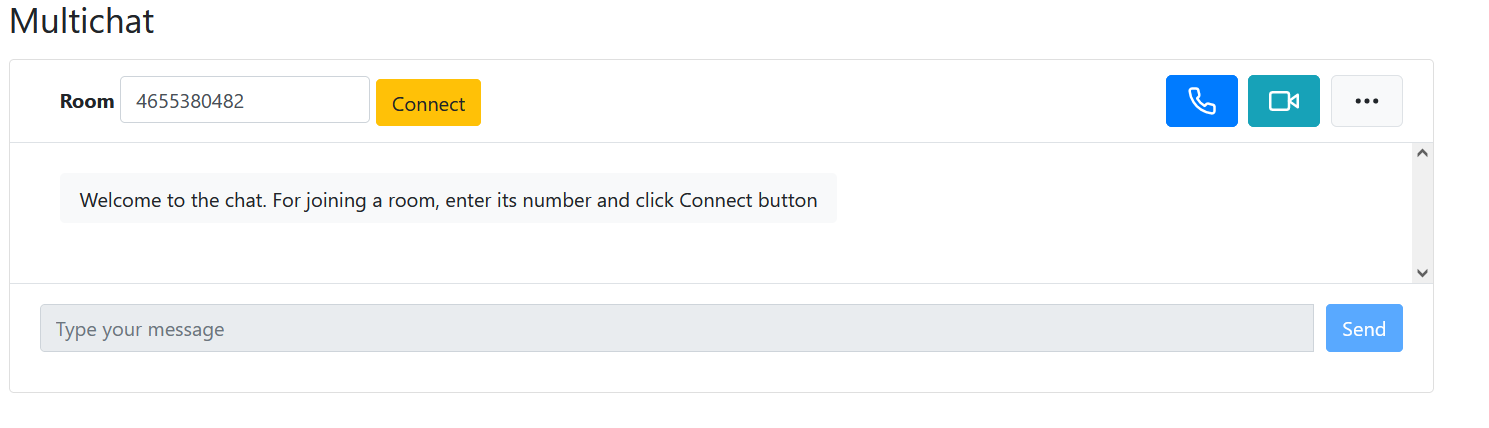 Multichat
Room 4655380482 Connect
Welcome to the chat. For joining a room, enter its number and click Connect button
Type your message Send